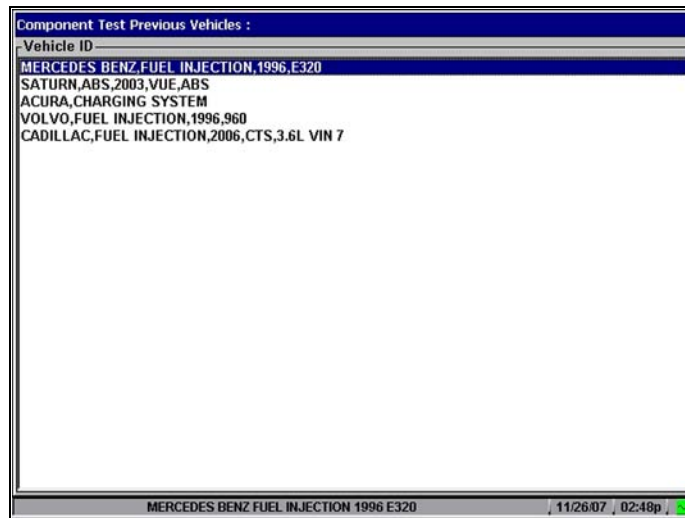 Component Test Previous Vehicles :
Vehicle ID
MERCEDES BENZ,FUEL INJECTION,1996,E320
SATURN,ABS,2003,VUE,ABS
ACURA,CHARGING SYSTEM
VOLVO,FUEL INJECTION,1996,960
CADILLAC,FUEL INJECTION,2006,CTS,3.6L VIN 7
MERCEDES BENZ FUEL INJECTION 1996 E320 11/26/07 02:48p